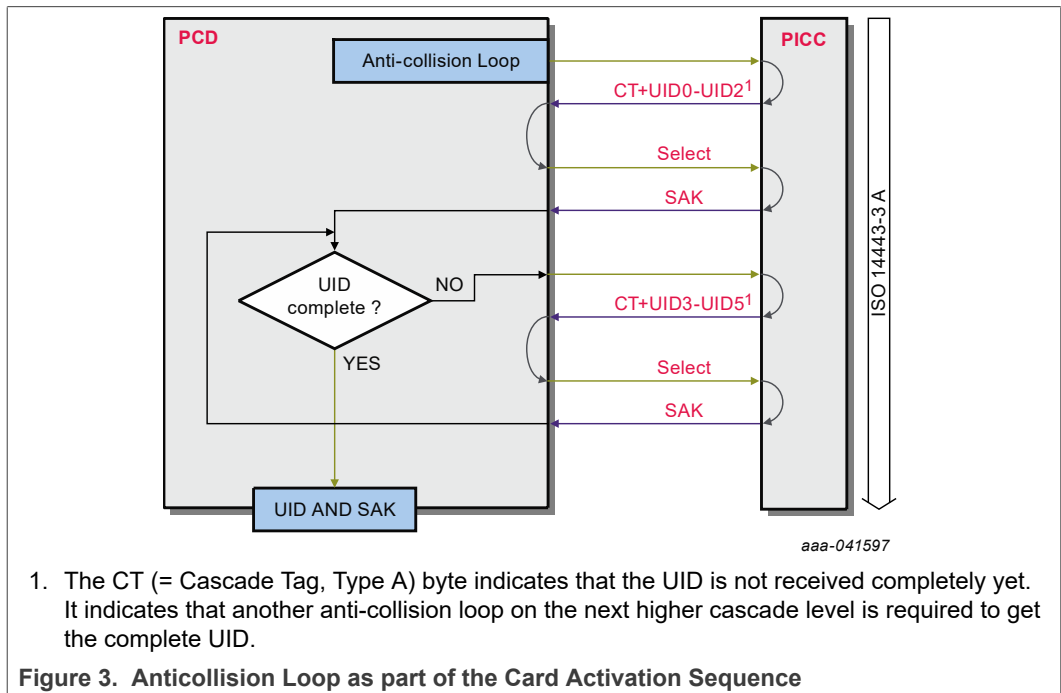 PCD
PICC
Anti-collision Loop
CT+UID0-UID21
Select
SAK
UID
complete ?
NO
CT+UID3-UID51
YES
Select
SAK
UID AND SAK
ISO 14443-3 A
aaa-041597
1. The CT (= Cascade Tag, Type A) byte indicates that the UID is not received completely yet.
It indicates that another anti-collision loop on the next higher cascade level is required to get
the complete UID.
Figure 3. Anticollision Loop as part of the Card Activation Sequence